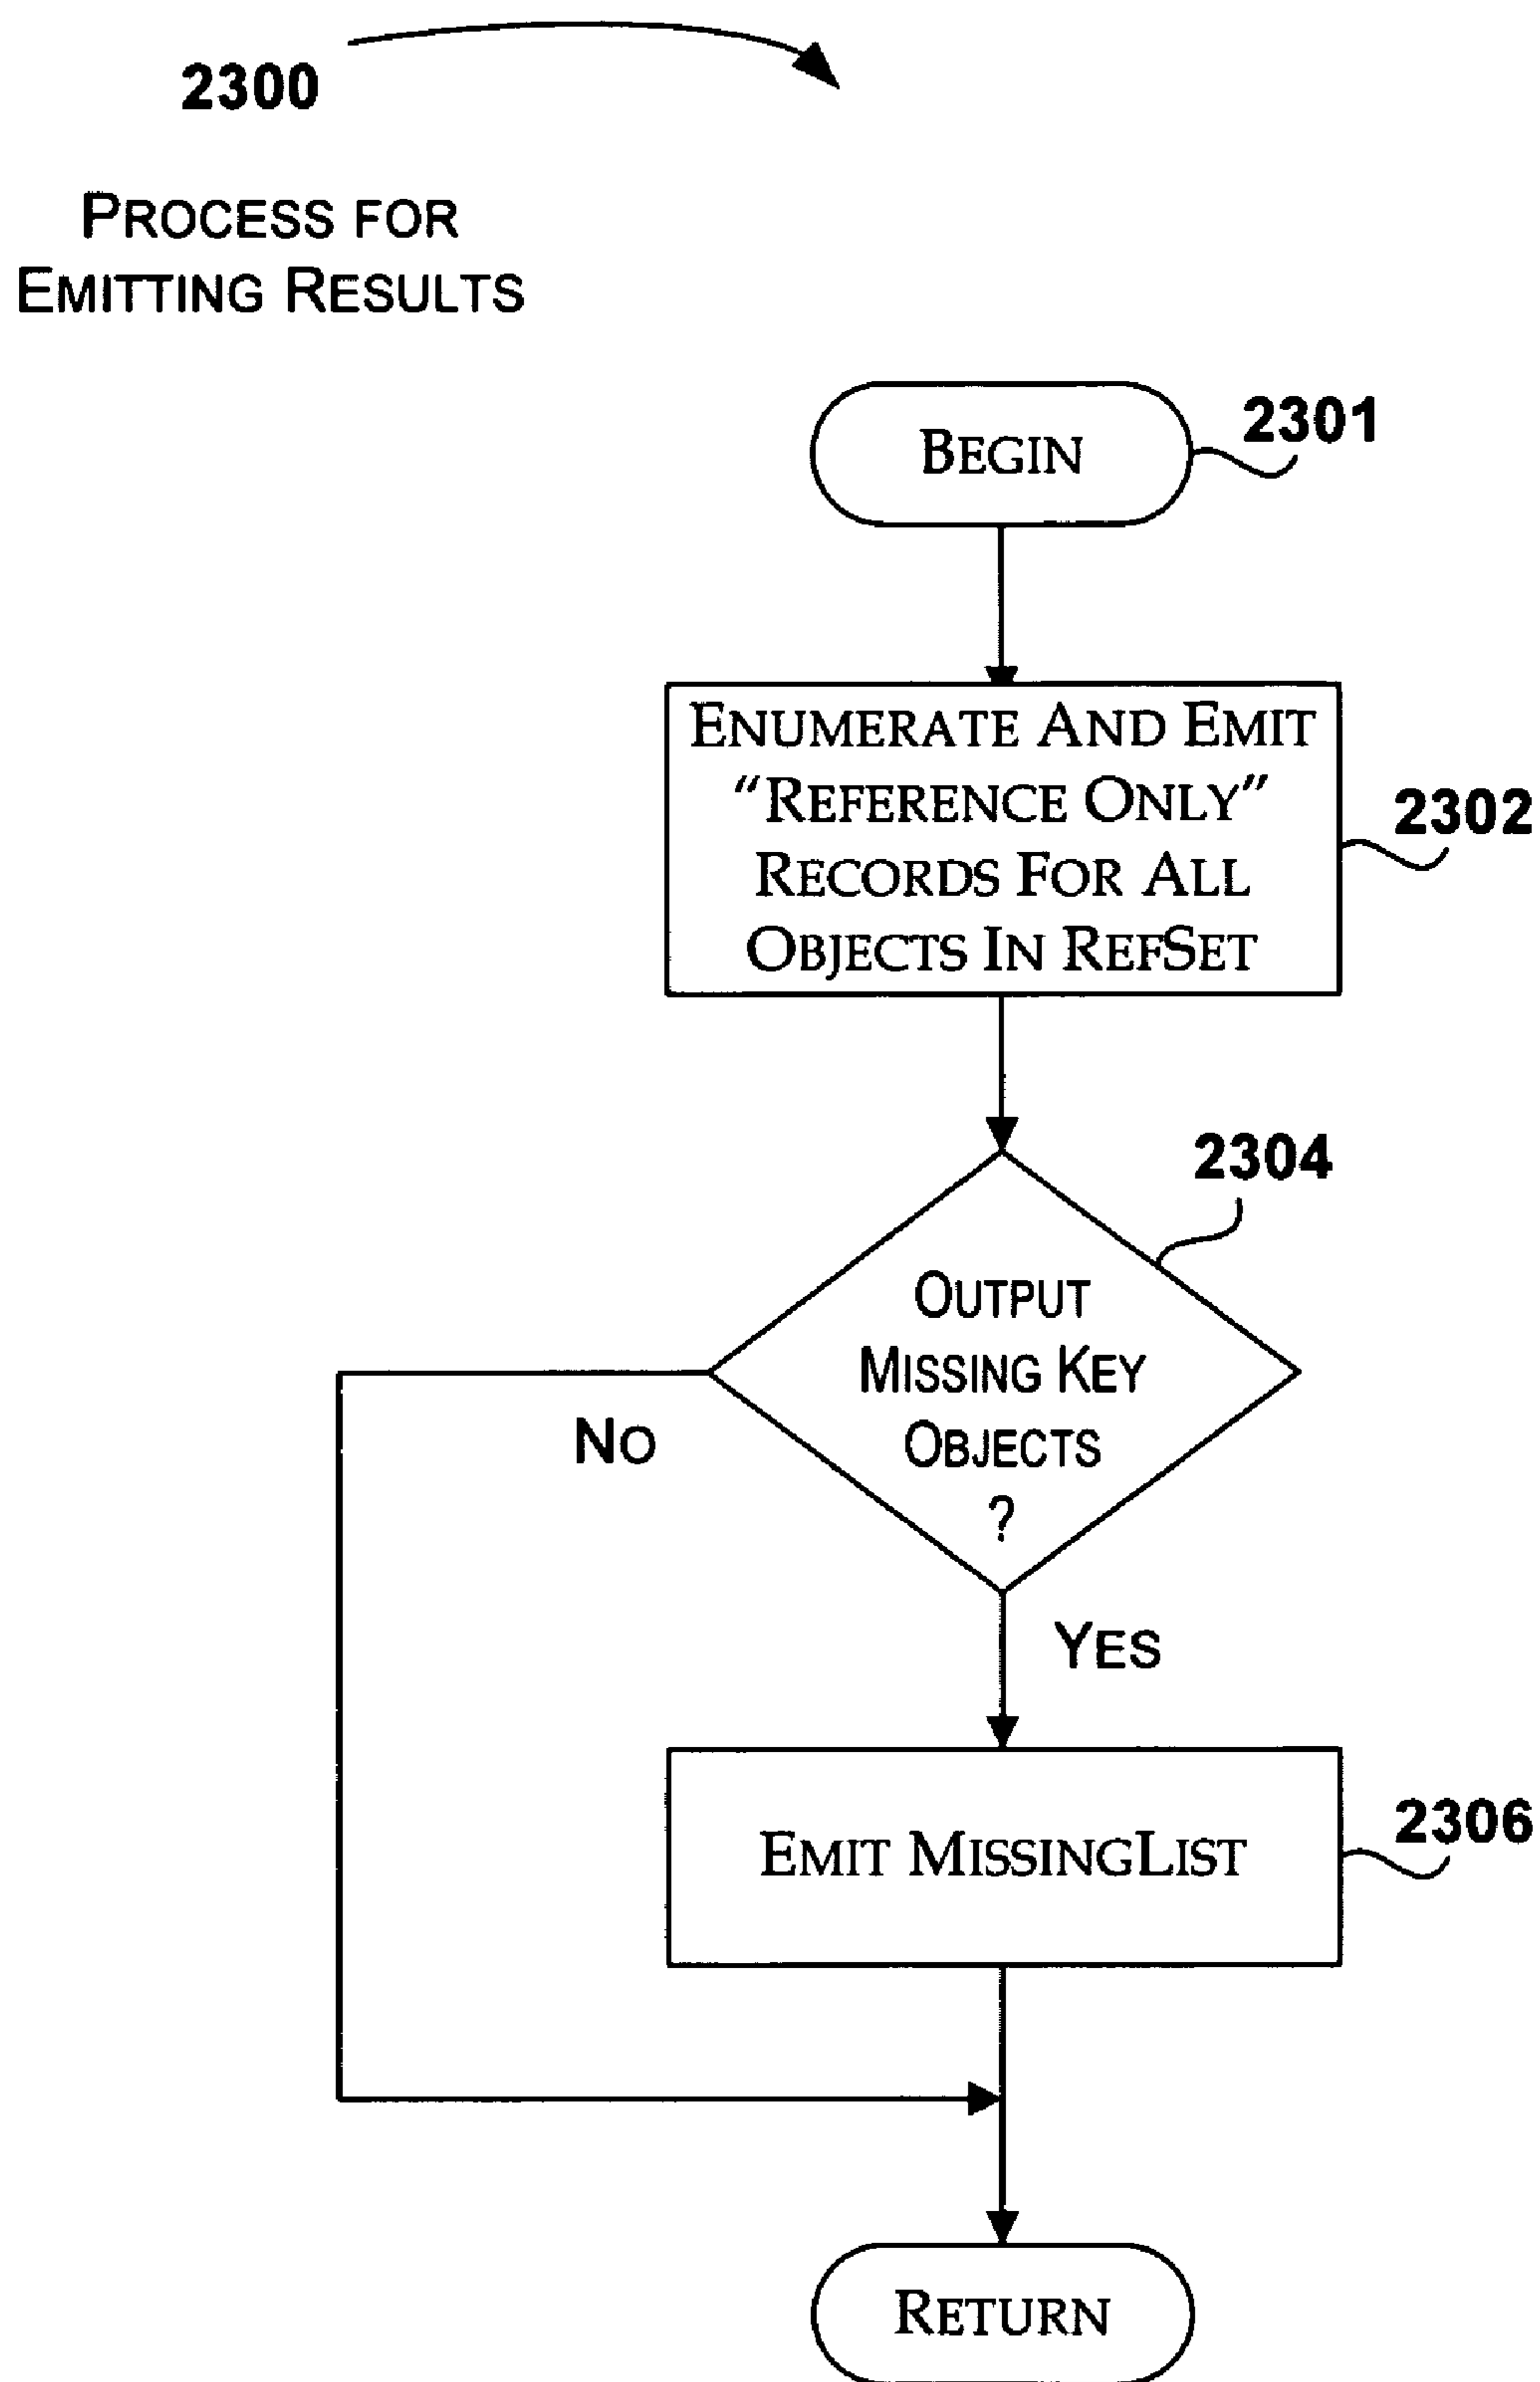 2300
PROCESS FOR
EMITTING RESULTS
BEGIN
2301
ENUMERATE AND EMIT
"REFERENCE ONLY"
RECORDS FOR ALL
OBJECTS IN REFSET
2302
2304
OUTPUT
MISSING KEY
OBJECTS
?
NO
YES
EMIT MISSINGLIST
2306
RETURN